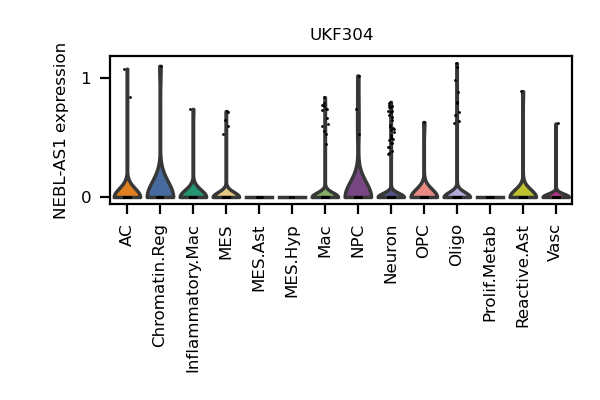 UKF304
NEBL-AS1 expression
1
0
AC
Chromatin.Reg
Inflammatory.Mac
MES
MES.Ast
MES.Hyp
Mac
NPC
Neuron
OPC
Oligo
Prolif.Metab
Reactive.Ast
Vasc